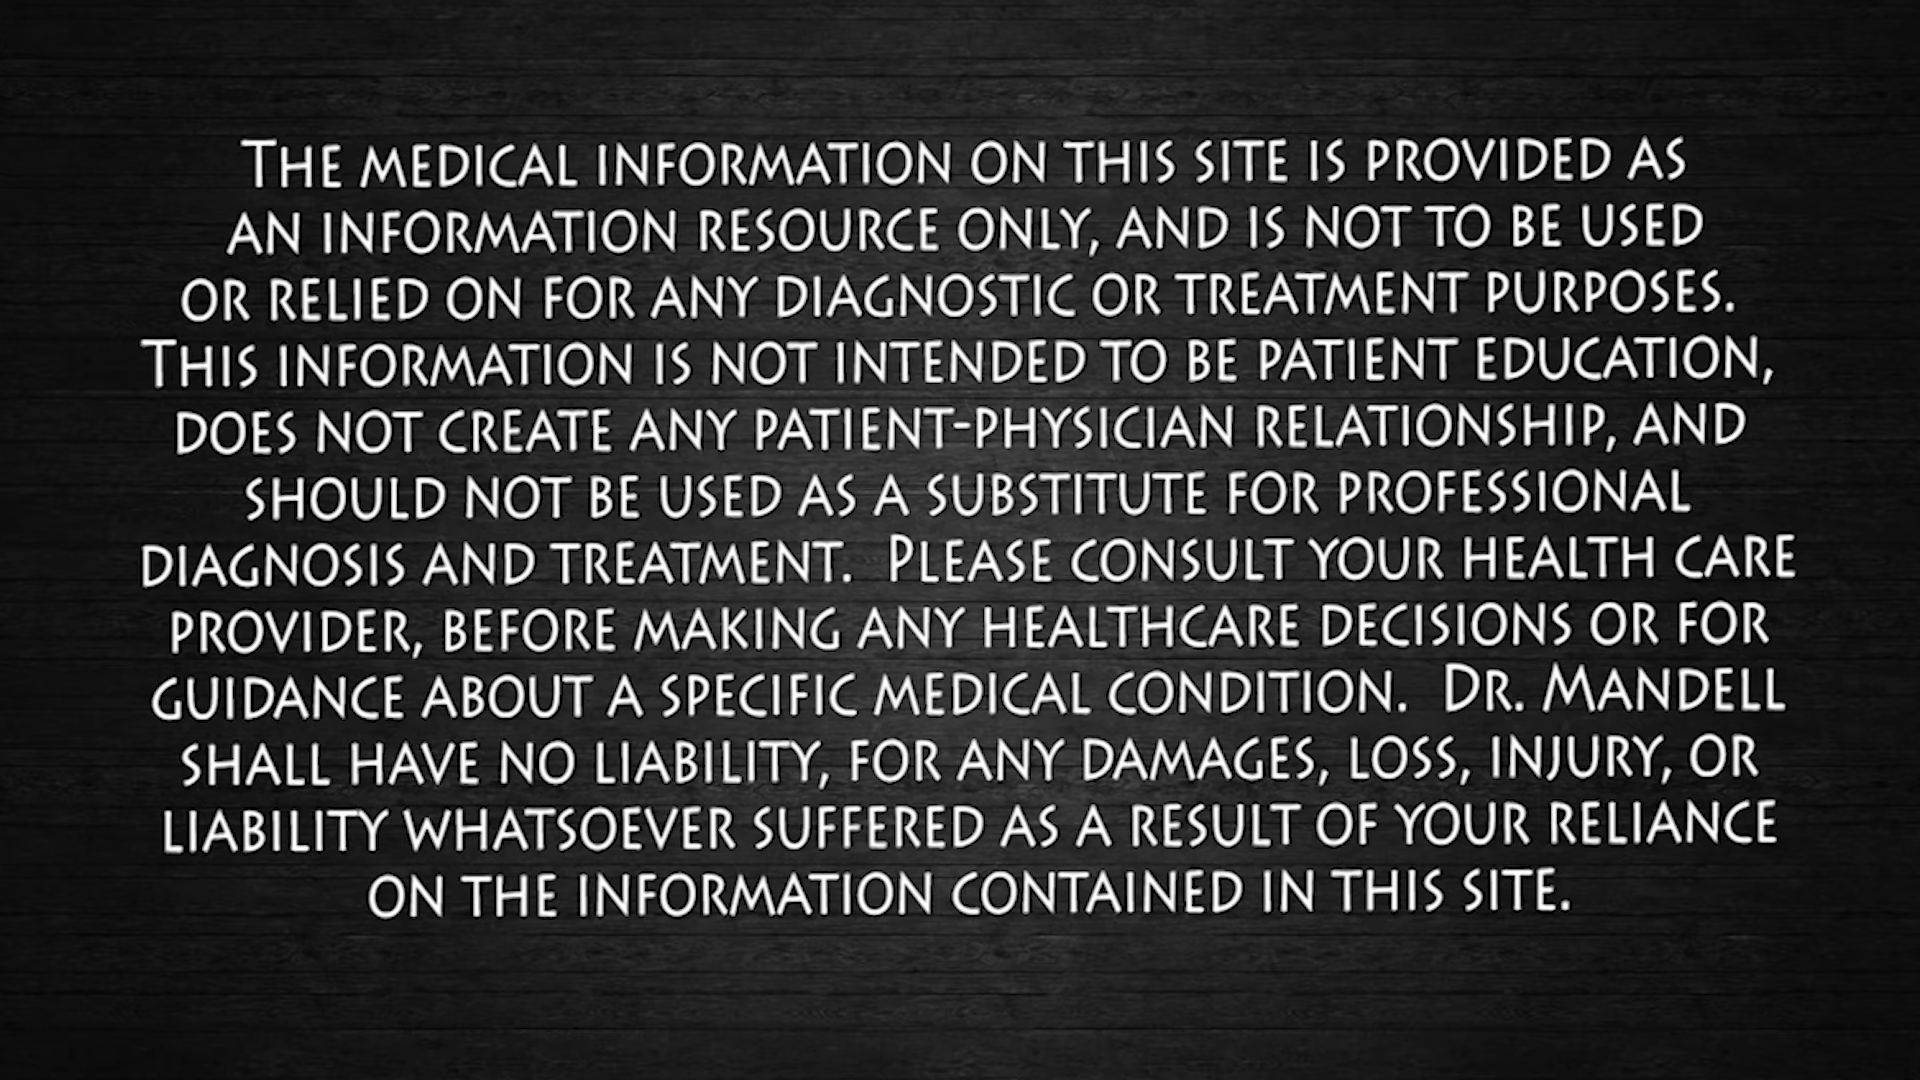 The medical information on this site is provided as
an information resource only, and is not to be used
or relied on for any diagnostic or treatment purposes.
This information is not intended to be patient education,
does not create any patient-physician relationship, and
should not be used as a substitute for professional
diagnosis and treatment.  Please consult your health care
provider, before making any healthcare decisions or for
guidance about a specific medical condition.  Dr. Mandell
shall have no liability, for any damages, loss, injury, or
liability whatsoever suffered as a result of your reliance
on the information contained in this site.